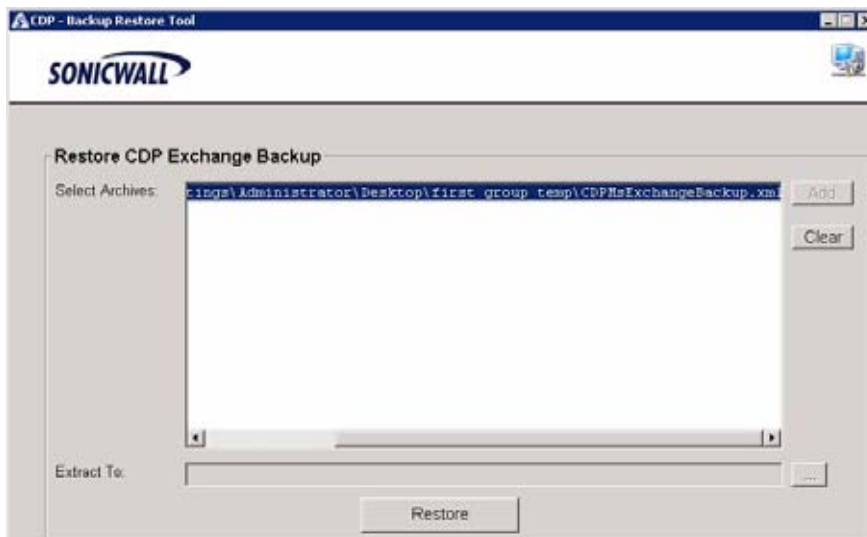 CDP - Backup Restore Tool
SONICWALL
Restore CDP Exchange Backup
Select Archives:
tings\Administrator\Desktop\first group temp\CDPMsExchangeBackup.xml
Add
Clear
Extract To:
...
Restore